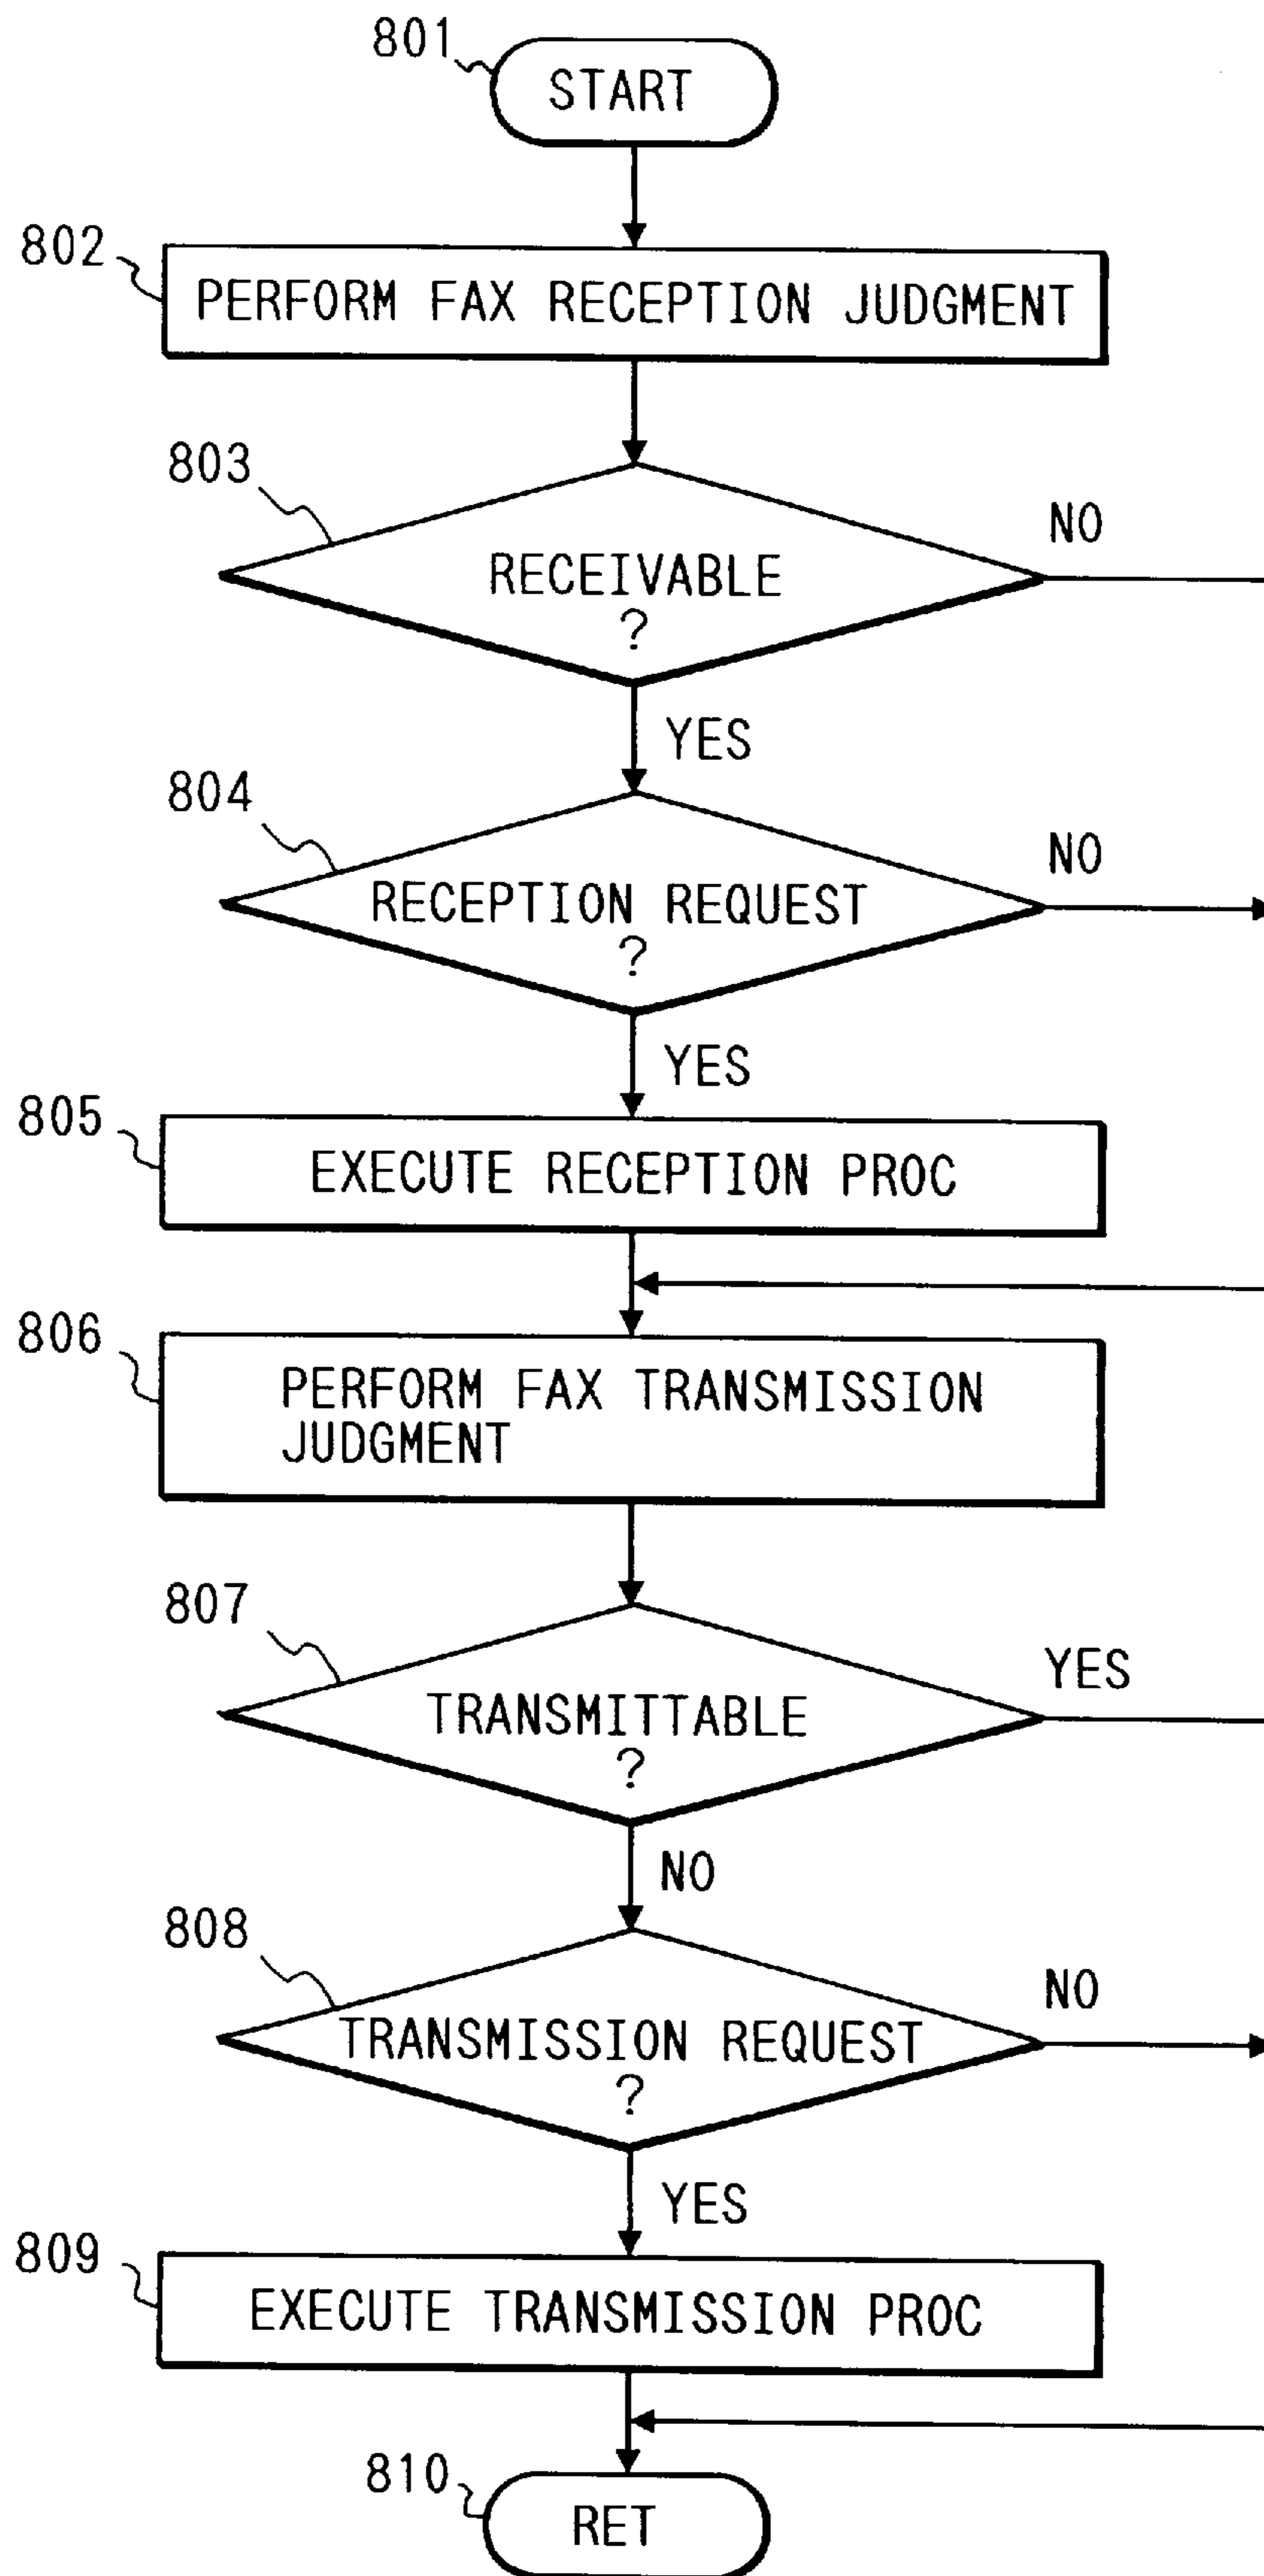 801
START
802
PERFORM FAX RECEPTION JUDGMENT
803
NO
RECEIVABLE
?
YES
804
NO
RECEPTION REQUEST
?
YES
805
EXECUTE RECEPTION PROC
806
PERFORM FAX TRANSMISSION
JUDGMENT
807
YES
TRANSMITTABLE
?
NO
808
NO
TRANSMISSION REQUEST
?
YES
809
EXECUTE TRANSMISSION PROC
810
RET